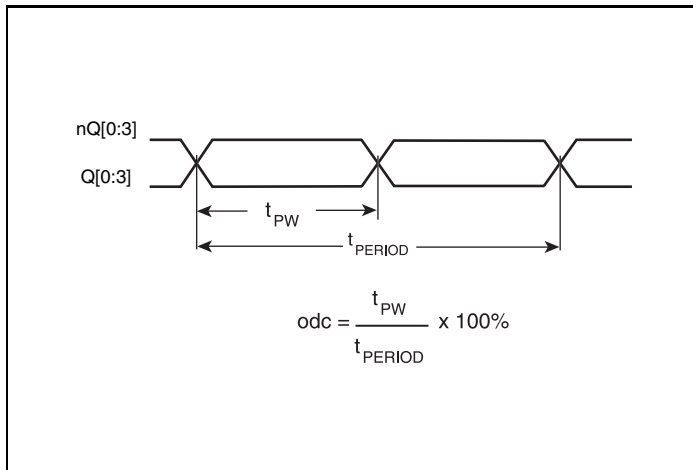 nQ[0:3]
Q[0:3]
tPW
tPERIOD
tPW
odc = x 100%
tPERIOD